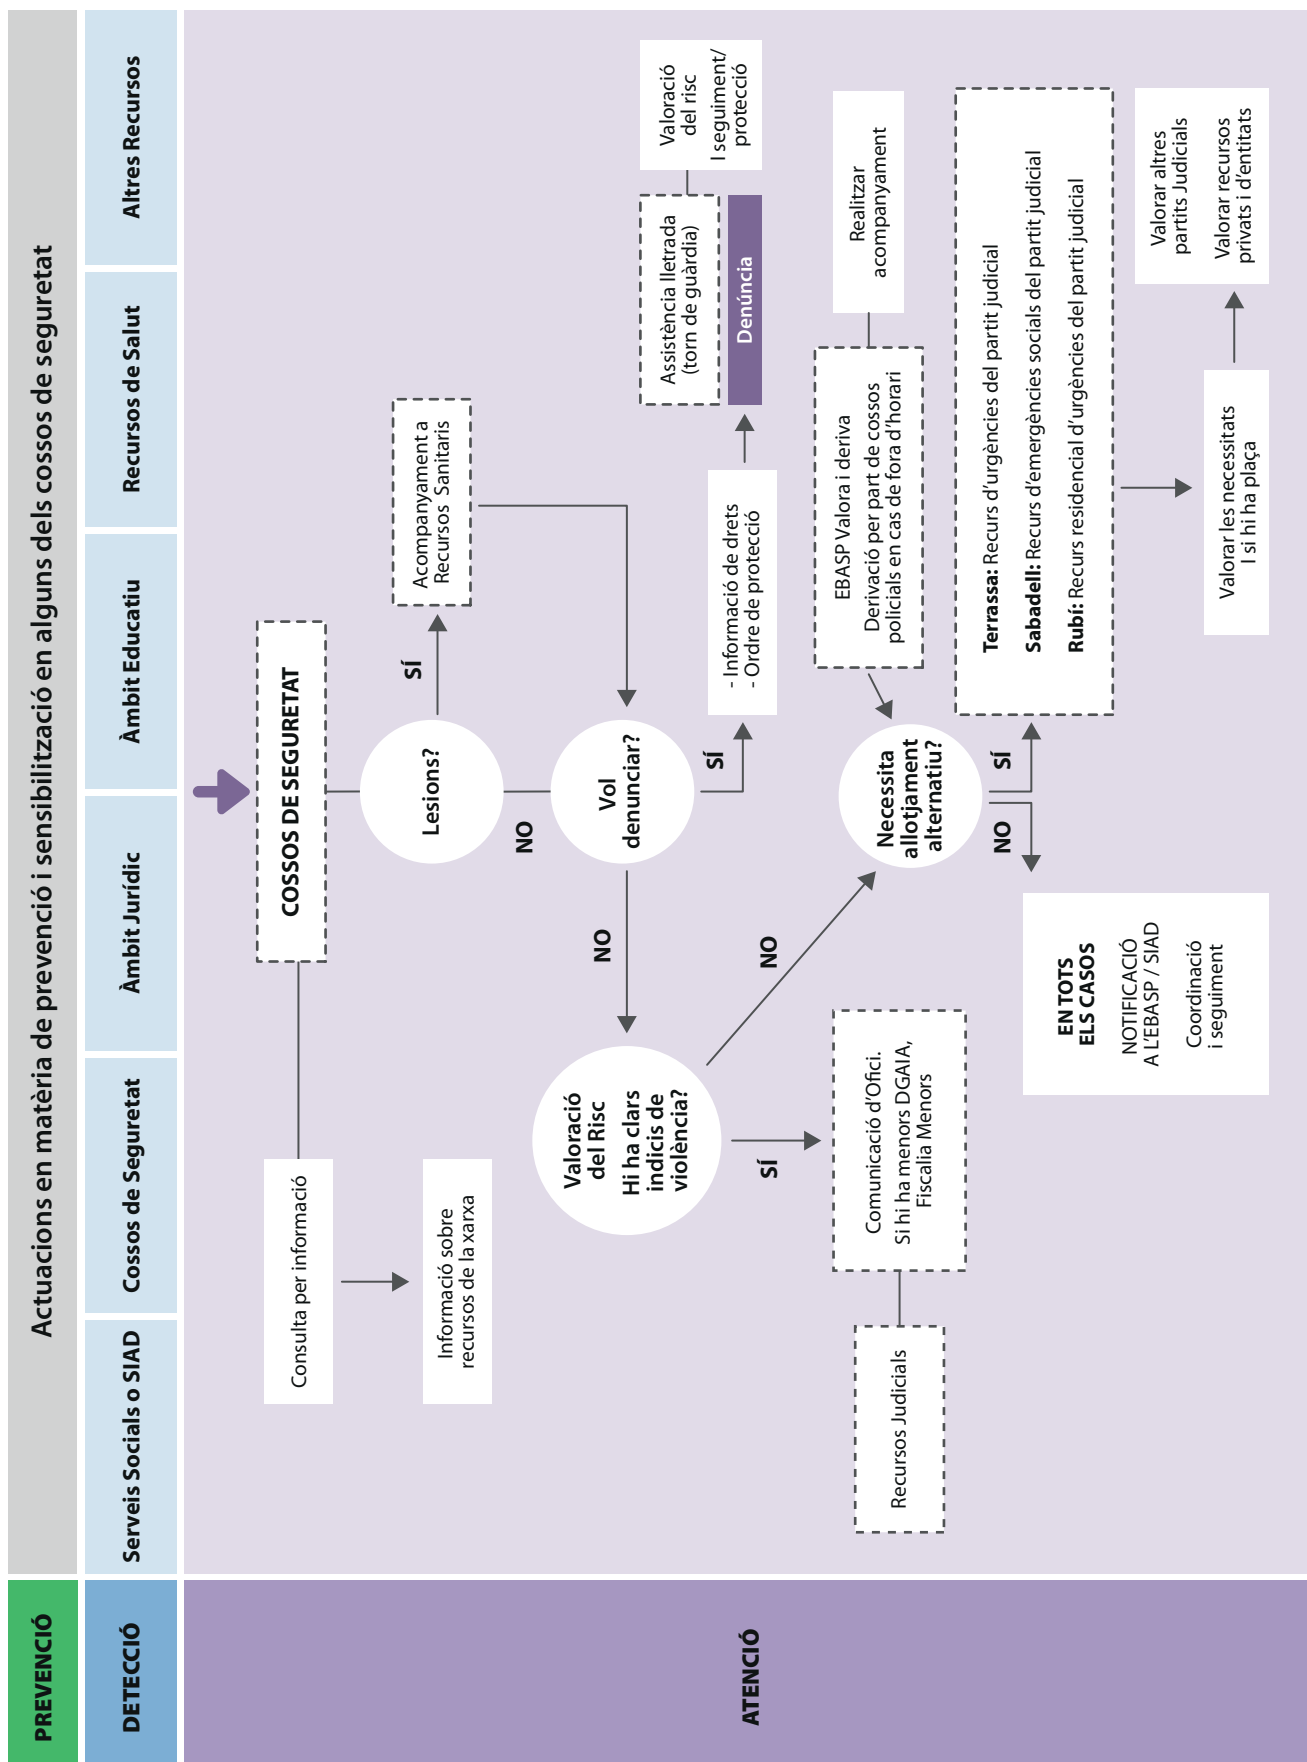 PREVENCIÓ
Actuacions en matèria de prevenció i sensibilització en alguns dels cossos de seguretat
DETECCIÓ
Serveis Socials o SIAD
Cossos de Seguretat
Àmbit Jurídic
Àmbit Educatiu
Recursos de Salut
Altres Recursos
ATENCIÓ
COSSOS DE SEGURETAT
Consulta per informació
Informació sobre
recursos de la xarxa
Lesions?
SÍ
Acompanyament a
Recursos Sanitaris
NO
Vol
denunciar?
SÍ
- Informació de drets
- Ordre de protecció
Assistència lletrada
(torn de guàrdia)
Denúncia
Valoració
del risc
I seguiment/
protecció
NO
Valoració
del Risc
Hi ha clars
indicis de
violència?
SÍ
Comunicació d'Ofici.
Si hi ha menors DGAIA,
Fiscalia Menors
Recursos Judicials
NO
Necessita
allotjament
alternatiu?
EBASP Valora i deriva
Derivació per part de cossos
policials en cas de fora d'horari
Realitzar
acompanyament
SÍ
Terrassa: Recurs d'urgències del partit judicial
Sabadell: Recurs d'emergències socials del partit judicial
Rubí: Recurs residencial d'urgències del partit judicial
Valorar les necessitats
I si hi ha plaça
Valorar altres
partits Judicials
Valorar recursos
privats i d'entitats
NO
EN TOTS
ELS CASOS
NOTIFICACIÓ
A L'EBASP / SIAD
Coordinació
i seguiment